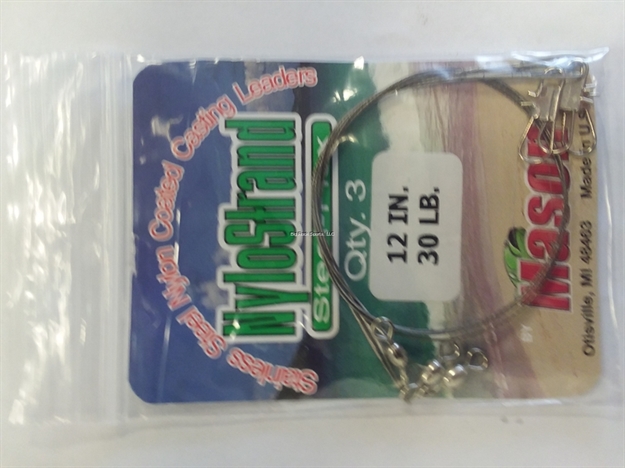 Stainless Steel Nylon Coated Casting Leaders
NyloStrand
Qty. 3
12 IN.
30 LB.
BY
Mason
Otisville, MI 48463 Made in U.S